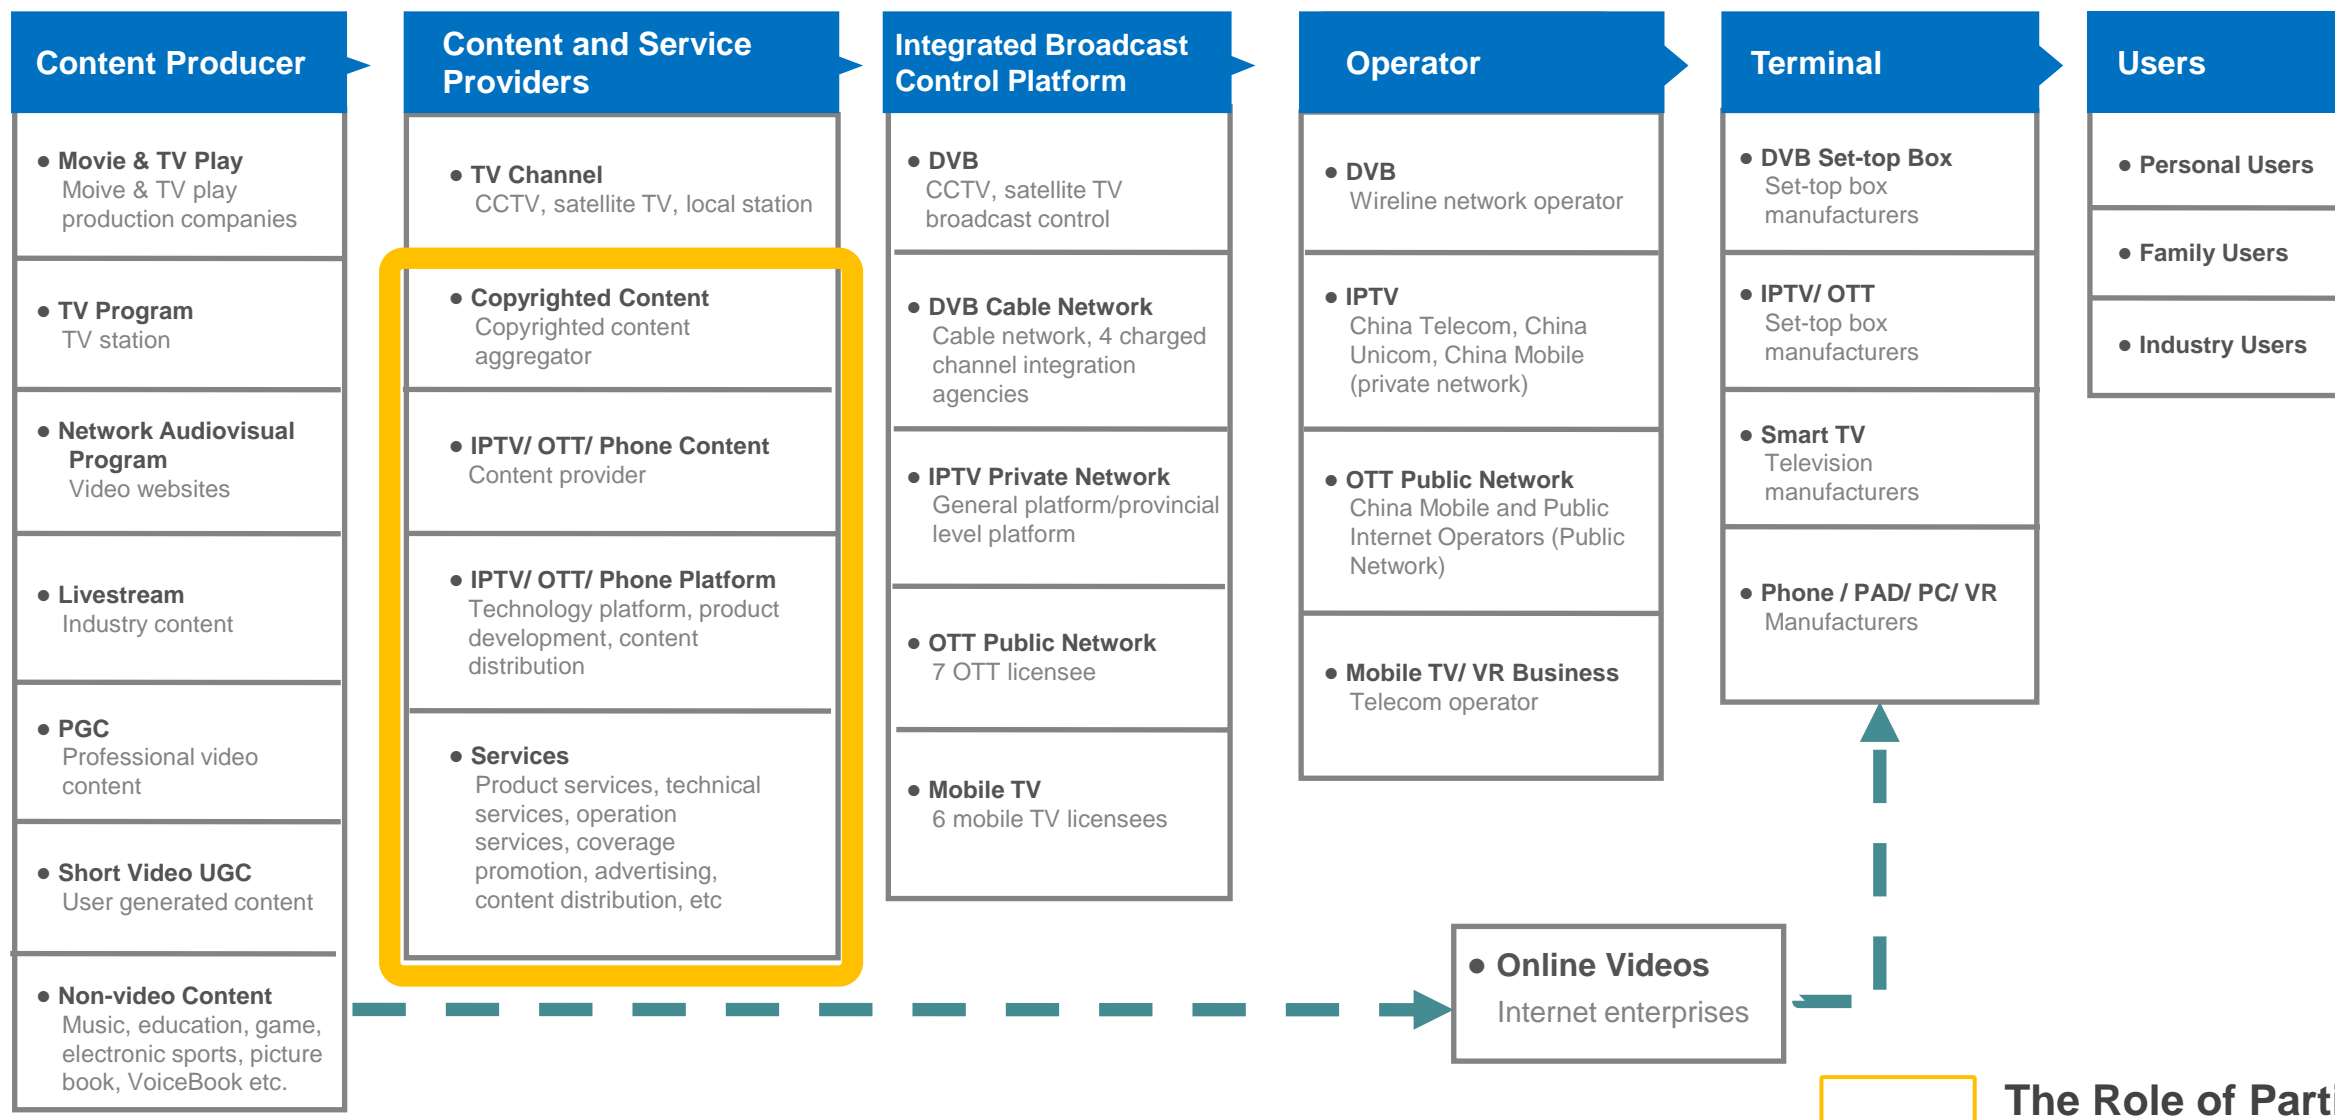 Content Producer
● Movie & TV Play
Moive & TV play
production companies
● TV Program
TV station
● Network Audiovisual
Program
Video websites
● Livestream
Industry content
● PGC
Professional video
content
● Short Video UGC
User generated content
● Non-video Content
Music, education, game,
electronic sports, picture
book, VoiceBook etc.
Content and Service
Providers
● TV Channel
CCTV, satellite TV, local station
● Copyrighted Content
Copyrighted content
aggregator
● IPTV/ OTT/ Phone Content
Content provider
● IPTV/ OTT/ Phone Platform
Technology platform, product
development, content
distribution
● Services
Product services, technical
services, operation
services, coverage
promotion, advertising,
content distribution, etc
Integrated Broadcast
Control Platform
● DVB
CCTV, satellite TV
broadcast control
● DVB Cable Network
Cable network, 4 charged
channel integration
agencies
● IPTV Private Network
General platform/provincial
level platform
● OTT Public Network
7 OTT licensee
● Mobile TV
6 mobile TV licensees
Operator
● DVB
Wireline network operator
● IPTV
China Telecom, China
Unicom, China Mobile
(private network)
● OTT Public Network
China Mobile and Public
Internet Operators (Public
Network)
● Mobile TV/ VR Business
Telecom operator
● Online Videos
Internet enterprises
Terminal
● DVB Set-top Box
Set-top box
manufacturers
● IPTV/ OTT
Set-top box
manufacturers
● Smart TV
Television
manufacturers
● Phone / PAD/ PC/ VR
Manufacturers
Users
● Personal Users
● Family Users
● Industry Users
The Role of